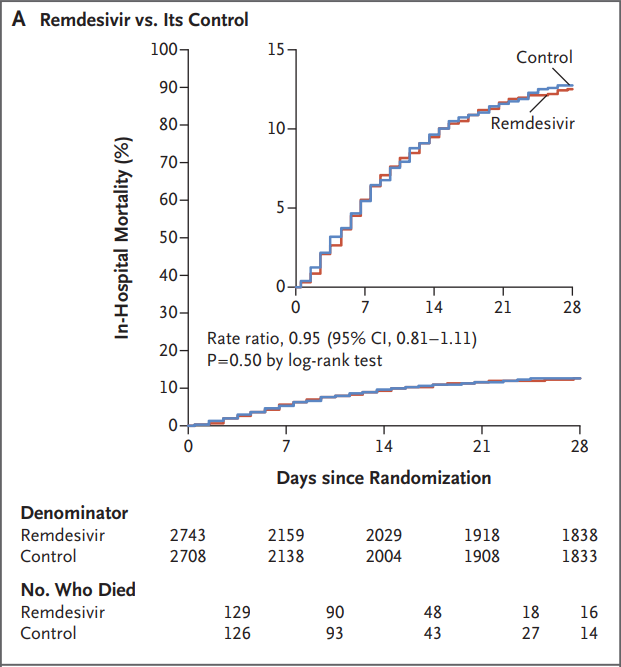 A Remdesivir vs. Its Control
In-Hospital Mortality (%)
100
90
80
70
60
50
40
30
20
10
0
15
10
5
0
0 7 14 21 28
Control
Remdesivir
Rate ratio, 0.95 (95% CI, 0.81–1.11)
P=0.50 by log-rank test
0 7 14 21 28
Days since Randomization
Denominator
Remdesivir 2743 2159 2029 1918 1838
Control 2708 2138 2004 1908 1833
No. Who Died
Remdesivir 129 90 48 18 16
Control 126 93 43 27 14